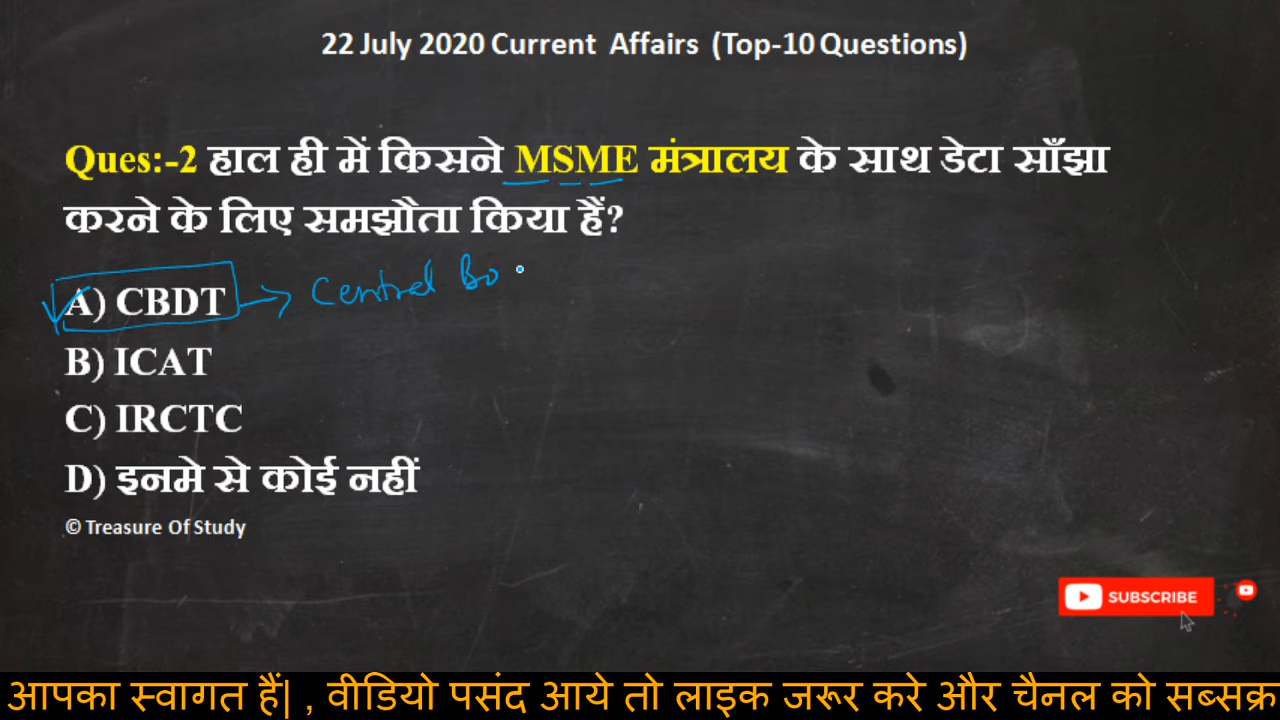 22 July 2020 Current Affairs (Top-10 Questions)
Ques:-2 हाल ही में किसने MSME मंत्रालय के साथ डेटा साँझा
करने के लिए समझौता किया हैं?
A) CBDT → Central Bo
B) ICAT
C) IRCTC
D) इनमे से कोई नहीं
© Treasure Of Study
SUBSCRIBE
आपका स्वागत हैं| , वीडियो पसंद आये तो लाइक जरूर करे और चैनल को सब्सक्र